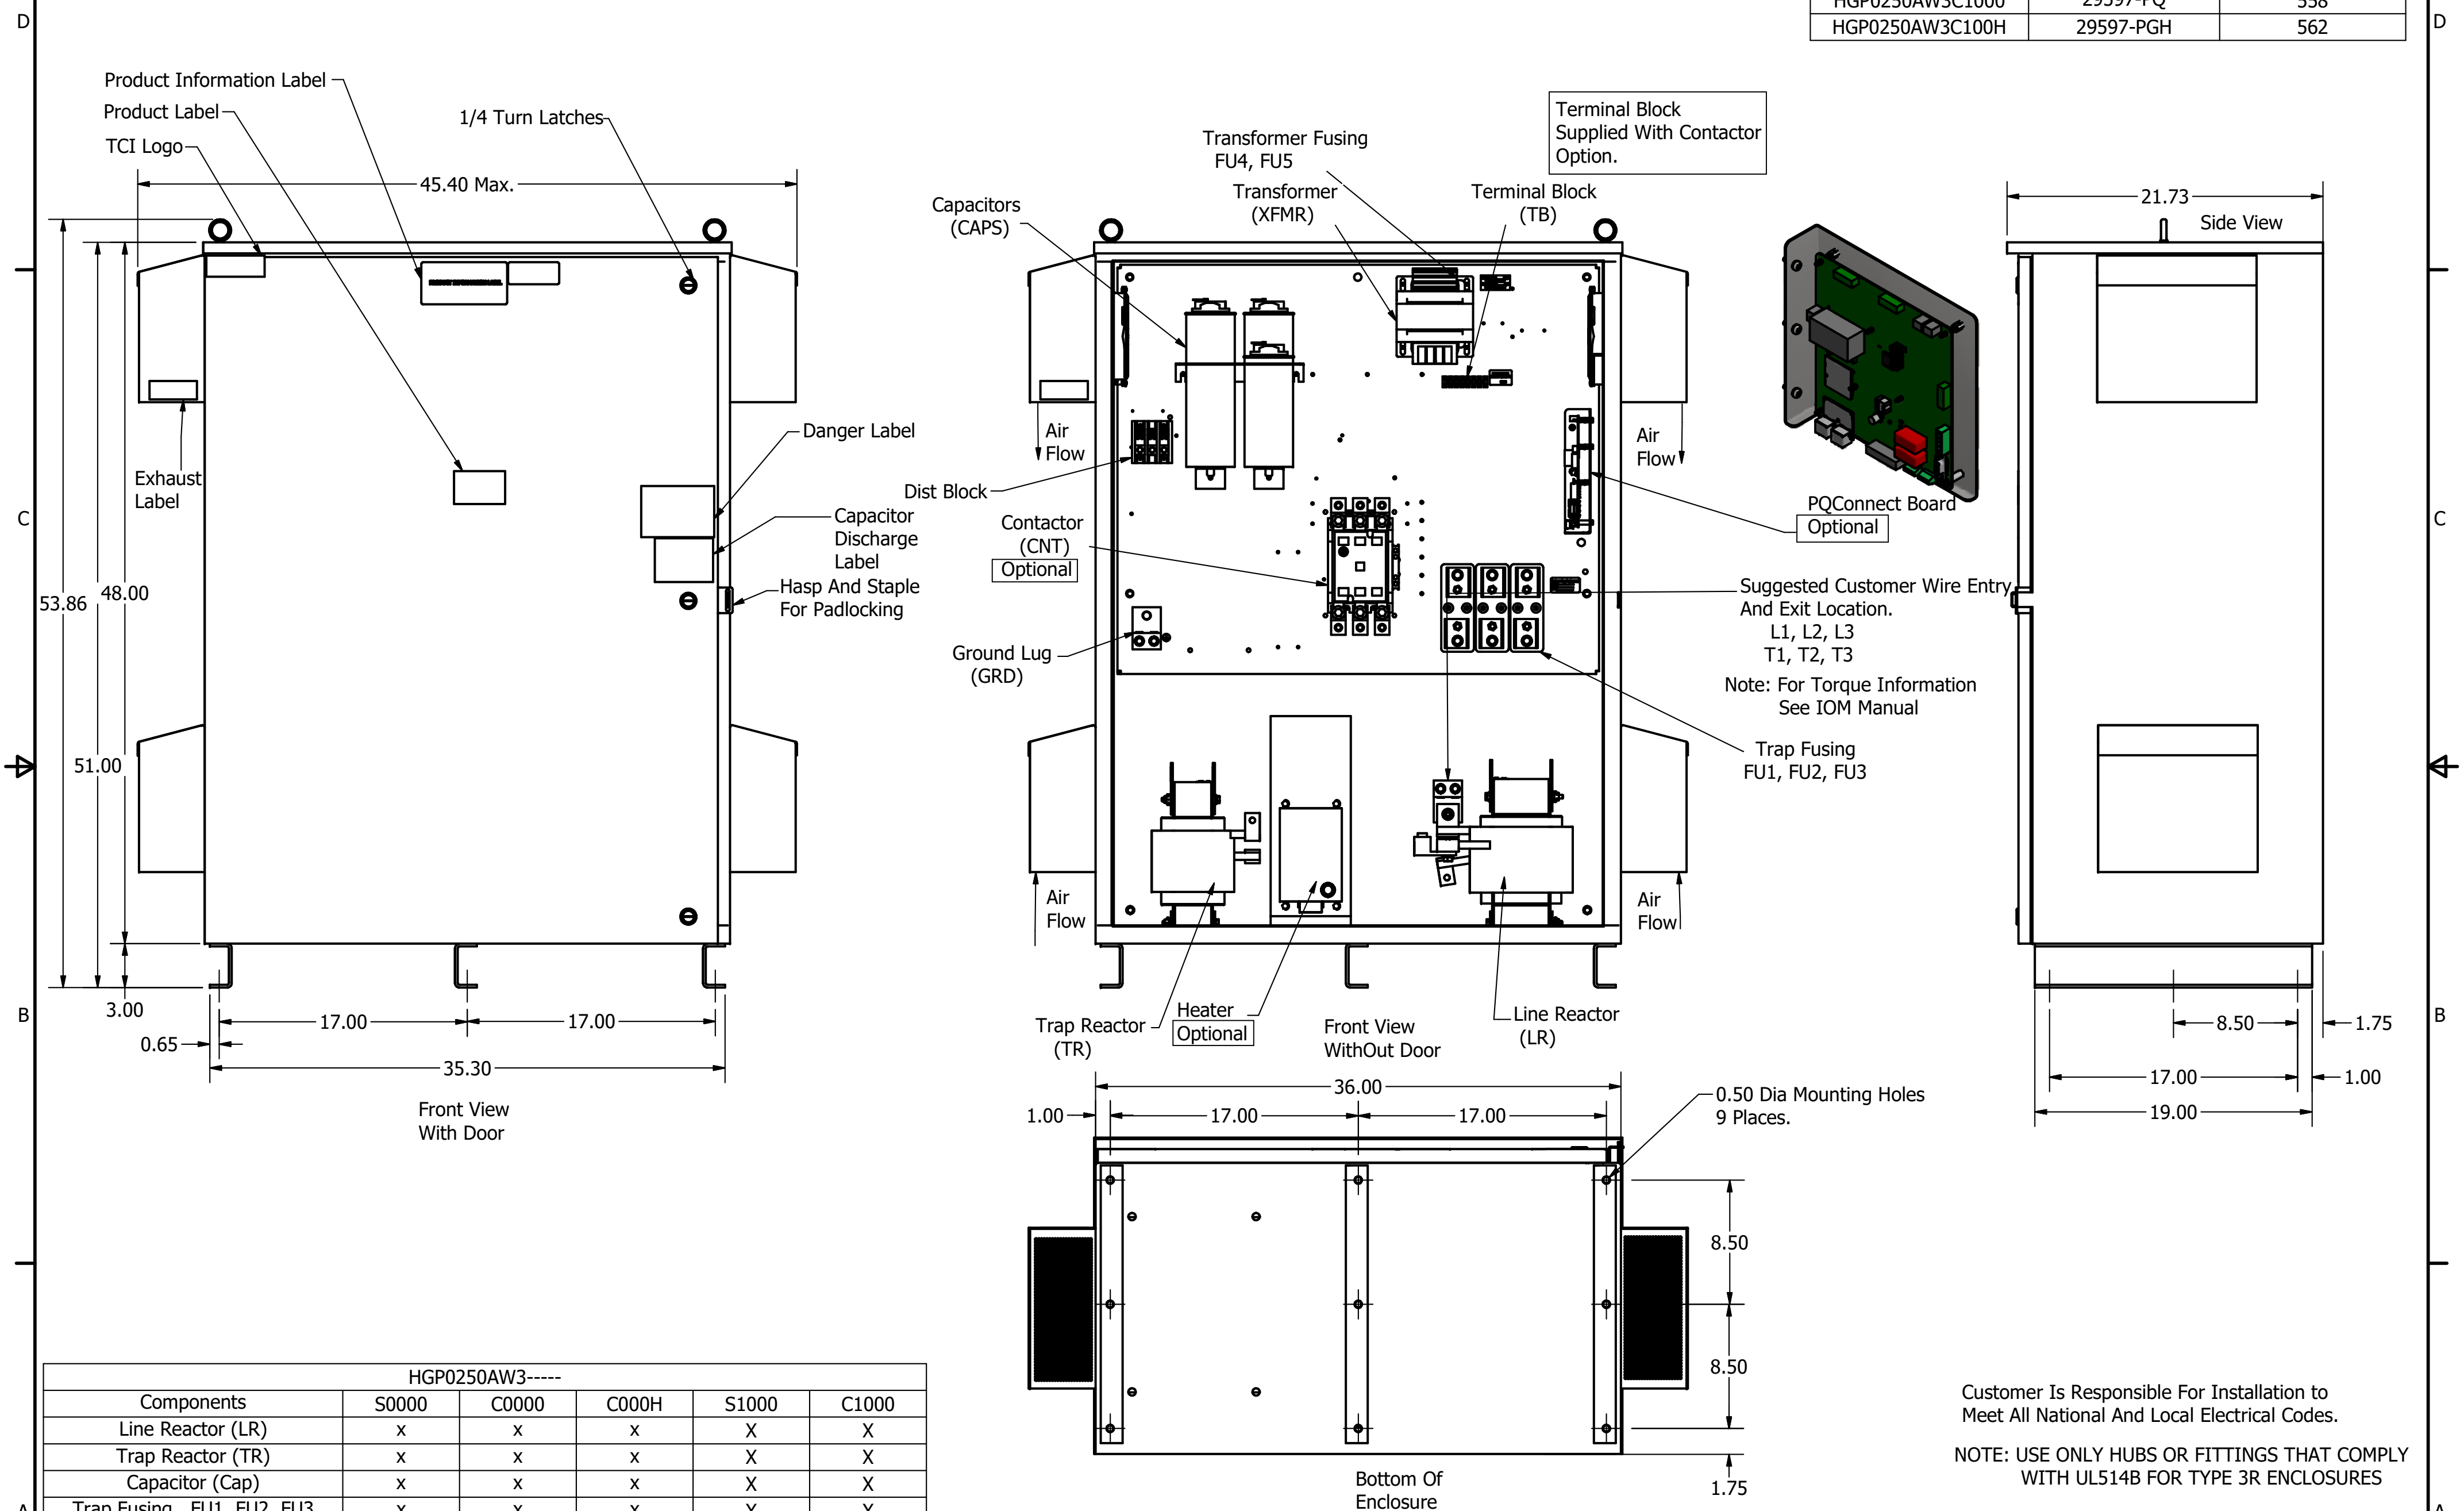 D
HGP0250AW3C1000 29597-PQ 558
D
HGP0250AW3C100H 29597-PGH 562
Product Information Label
Product Label
TCI Logo
1/4 Turn Latches
45.40 Max.
Exhaust
Label
Danger Label
Capacitor
Discharge
Label
Hasp And Staple
For Padlocking
53.86
48.00
51.00
3.00
0.65
17.00
17.00
35.30
Front View
With Door
C
B
Terminal Block
Supplied With Contactor
Option.
Transformer Fusing
FU4, FU5
Transformer
(XFMR)
Terminal Block
(TB)
Capacitors
(CAPS)
Air
Flow
Air
Flow
Dist Block
Contactor
(CNT)
Optional
Ground Lug
(GRD)
PQConnect Board
Optional
Suggested Customer Wire Entry
And Exit Location.
L1, L2, L3
T1, T2, T3
Note: For Torque Information
See IOM Manual
Trap Fusing
FU1, FU2, FU3
Air
Flow
Air
Flow
Trap Reactor
(TR)
Heater
Optional
Front View
WithOut Door
Line Reactor
(LR)
21.73
Side View
8.50
1.75
17.00
1.00
19.00
C
B
36.00
1.00
17.00
17.00
0.50 Dia Mounting Holes
9 Places.
8.50
8.50
1.75
Bottom Of
Enclosure
HGP0250AW3-----
Components S0000 C0000 C000H S1000 C1000
Line Reactor (LR) x x x X X
Trap Reactor (TR) x x x X X
Capacitor (Cap) x x x X X
Trap Fusing FU1, FU2, FU3 x x x X X
Customer Is Responsible For Installation to
Meet All National And Local Electrical Codes.
NOTE: USE ONLY HUBS OR FITTINGS THAT COMPLY
WITH UL514B FOR TYPE 3R ENCLOSURES
A
A